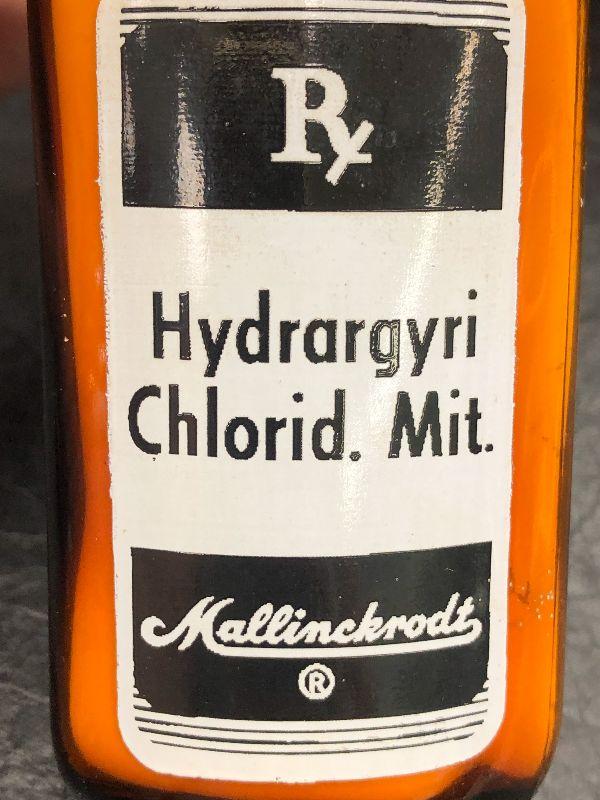 Rx
Hydrargyri
Chlorid. Mit.
Mallinckrodt
®